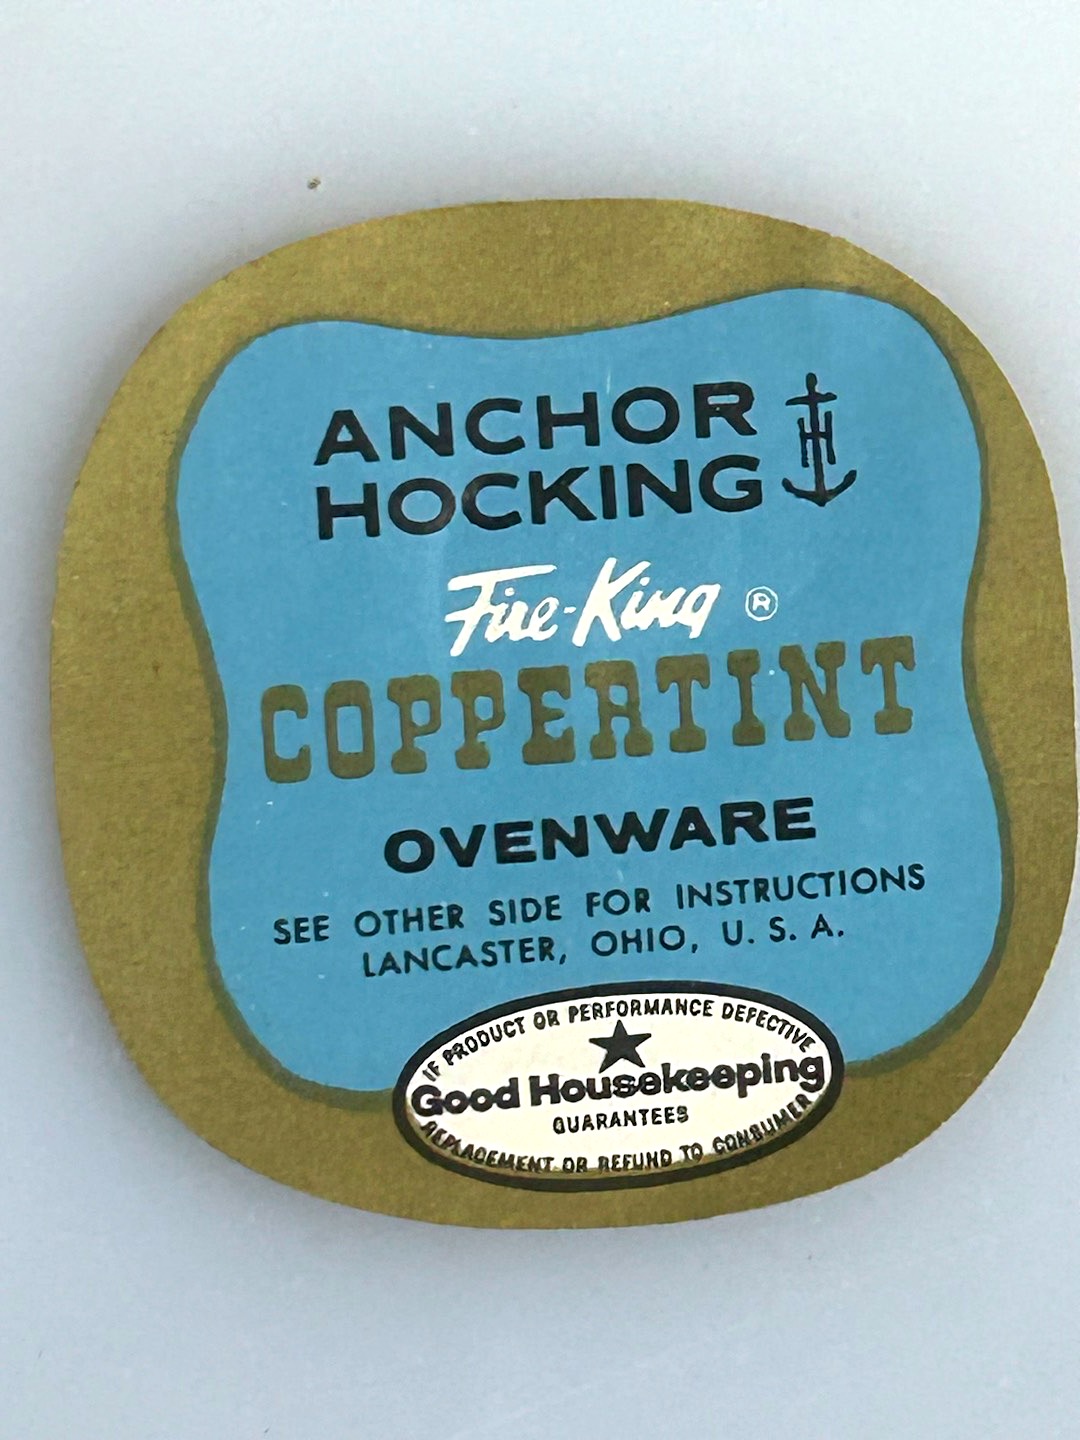 ANCHOR
HOCKING
Fire-King ®
COPPERTINT
OVENWARE
SEE OTHER SIDE FOR INSTRUCTIONS
LANCASTER, OHIO, U. S. A.
IF PRODUCT OR PERFORMANCE DEFECTIVE
Good Housekeeping
GUARANTEES
REPLACEMENT OR REFUND TO CONSUMER